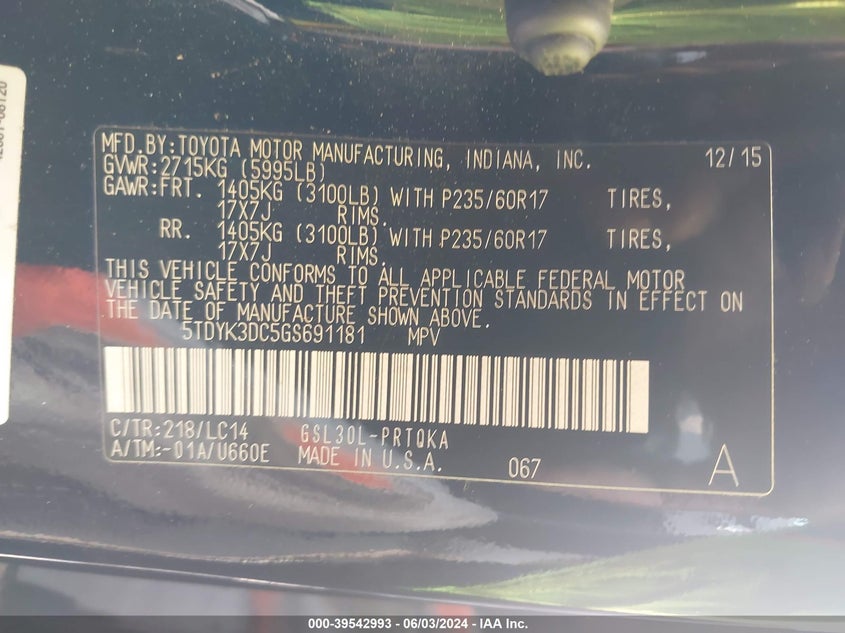 MFD.BY:TOYOTA MOTOR MANUFACTURING, INDIANA, INC. 12/15
GVWR:2715KG (5995LB)
GAWR:FRT. 1405KG (3100LB) WITH P235/60R17 TIRES,
17X7J RIMS.
RR. 1405KG (3100LB) WITH P235/60R17 TIRES,
17X7J RIMS.
THIS VEHICLE CONFORMS TO ALL APPLICABLE FEDERAL MOTOR
VEHICLE SAFETY AND THEFT PREVENTION STANDARDS IN EFFECT ON
THE DATE OF MANUFACTURE SHOWN ABOVE.
5TDYK3DC5GS691181 MPV
C/TR:218/LC14 GSL30L-PRTQKA
A/TM:-01A/U660E MADE IN U.S.A. 067 A
000-39542993 | 06/03/2024 | IAA Inc.